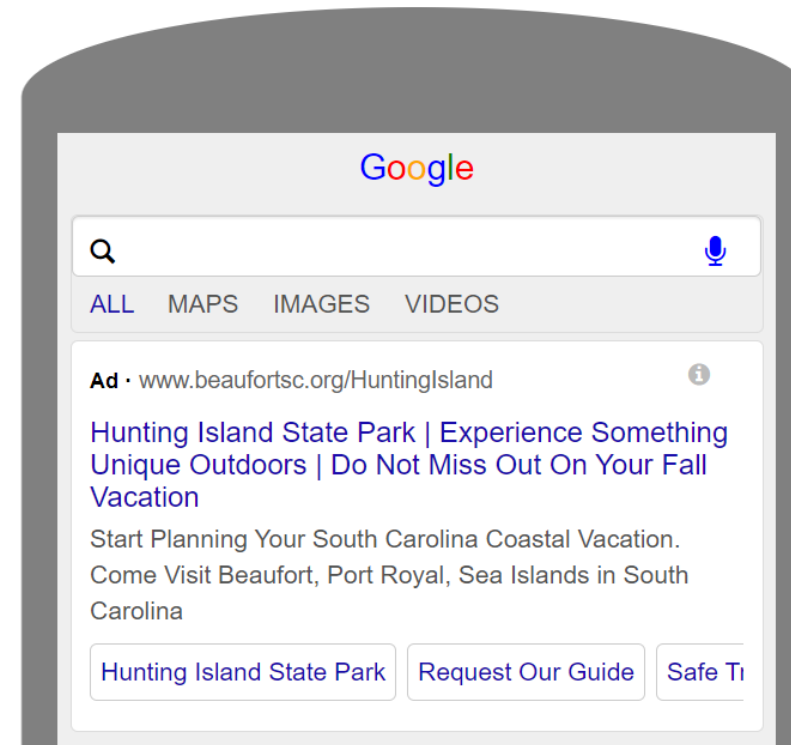 Google
ALL MAPS IMAGES VIDEOS
Ad · www.beaufortsc.org/HuntingIsland
Hunting Island State Park | Experience Something
Unique Outdoors | Do Not Miss Out On Your Fall
Vacation
Start Planning Your South Carolina Coastal Vacation.
Come Visit Beaufort, Port Royal, Sea Islands in South
Carolina
Hunting Island State Park Request Our Guide Safe